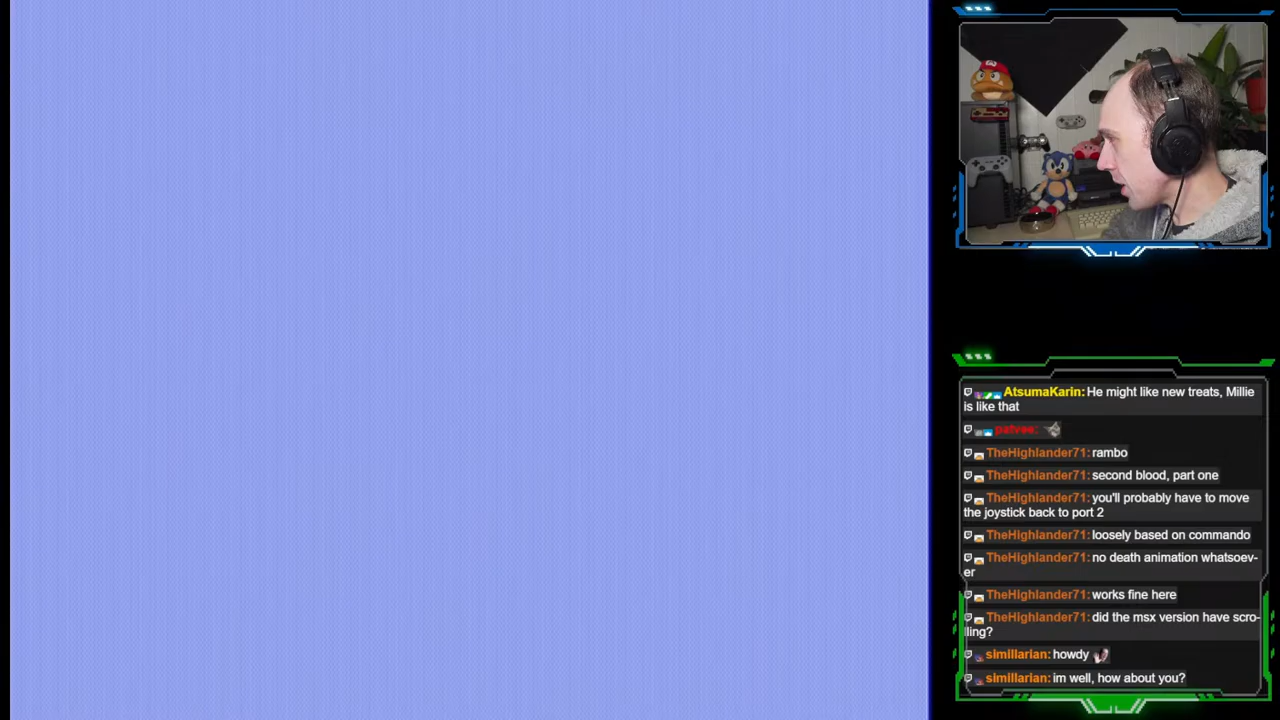 AtsumaKarin: He might like new treats, Millie
is like that
patvee:
TheHighlander71: rambo
TheHighlander71: second blood, part one
TheHighlander71: you'll probably have to move
the joystick back to port 2
TheHighlander71: loosely based on commando
TheHighlander71: no death animation whatsoev-
er
TheHighlander71: works fine here
TheHighlander71: did the msx version have scro-
lling?
simillarian: howdy
simillarian: im well, how about you?